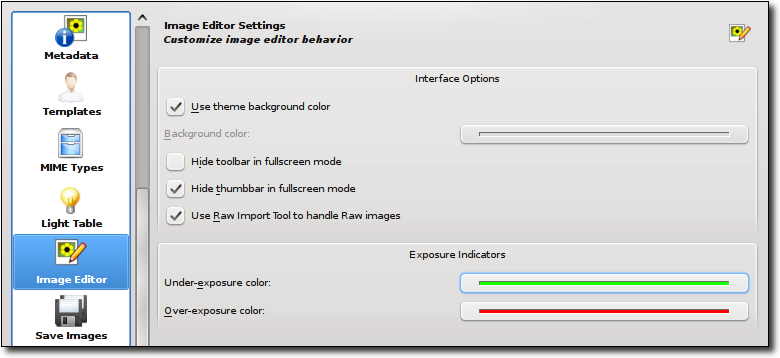 Metadata
Templates
MIME Types
Light Table
Image Editor
Save Images
Image Editor Settings
Customize image editor behavior
Interface Options
Use theme background color
Background color:
Hide toolbar in fullscreen mode
Hide thumbbar in fullscreen mode
Use Raw Import Tool to handle Raw images
Exposure Indicators
Under-exposure color:
Over-exposure color: